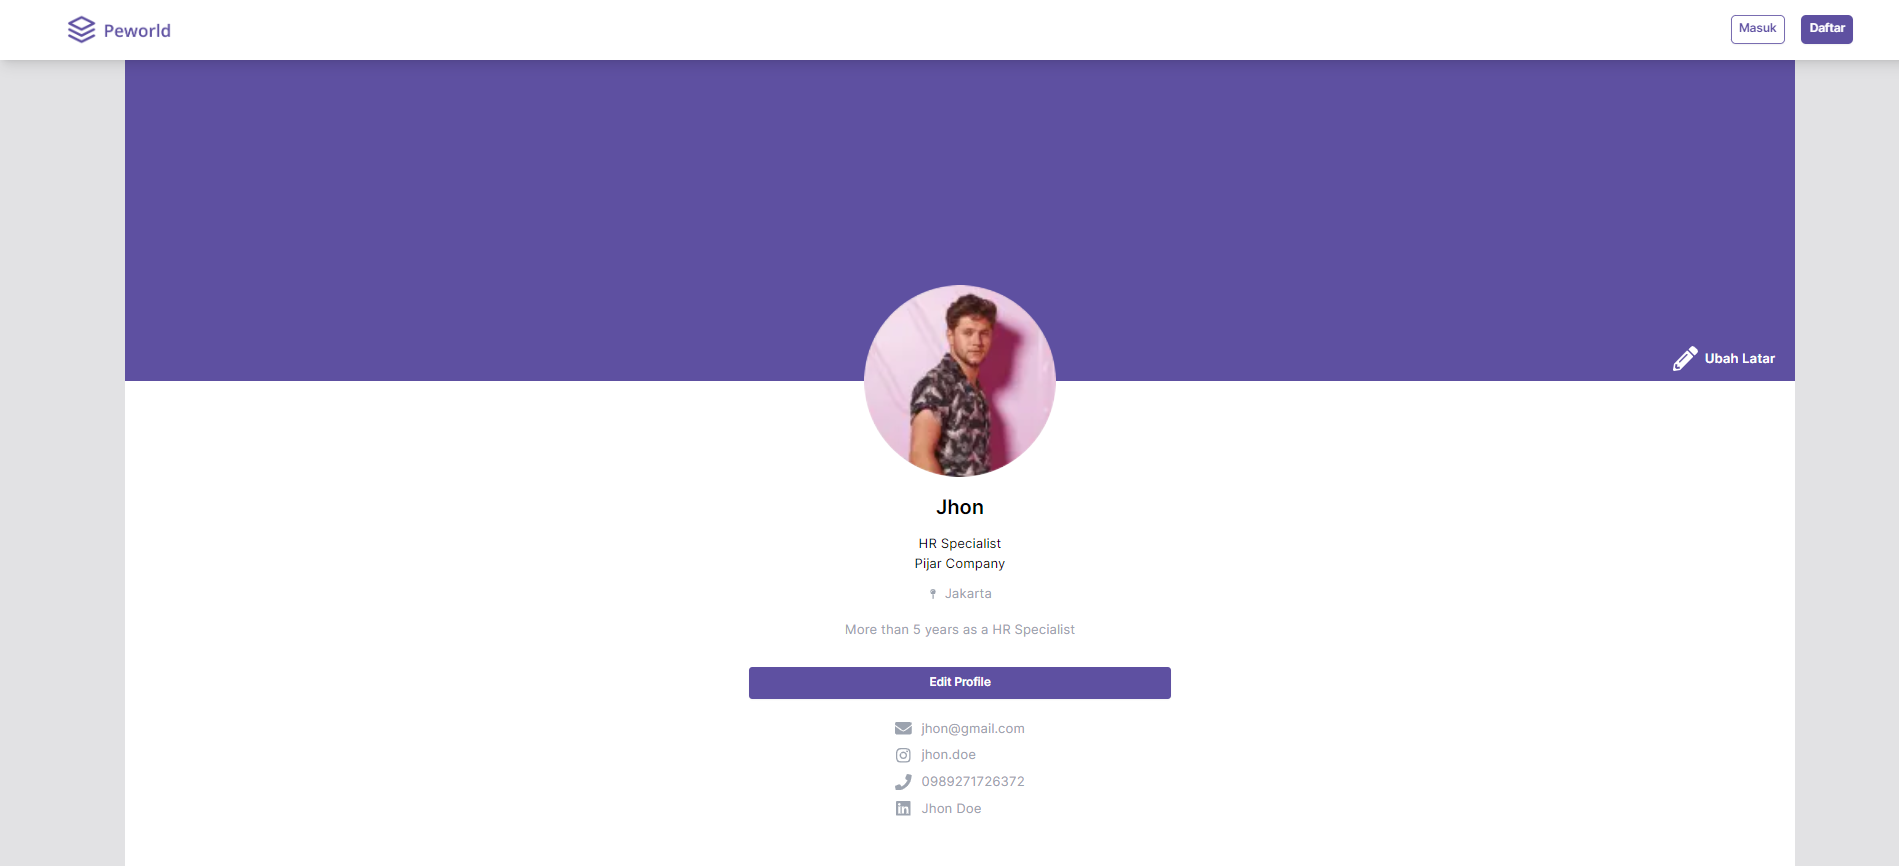 Peworld
Masuk
Daftar
Ubah Latar
Jhon
HR Specialist
Pijar Company
Jakarta
More than 5 years as a HR Specialist
Edit Profile
jhon@gmail.com
jhon.doe
0989271726372
Jhon Doe